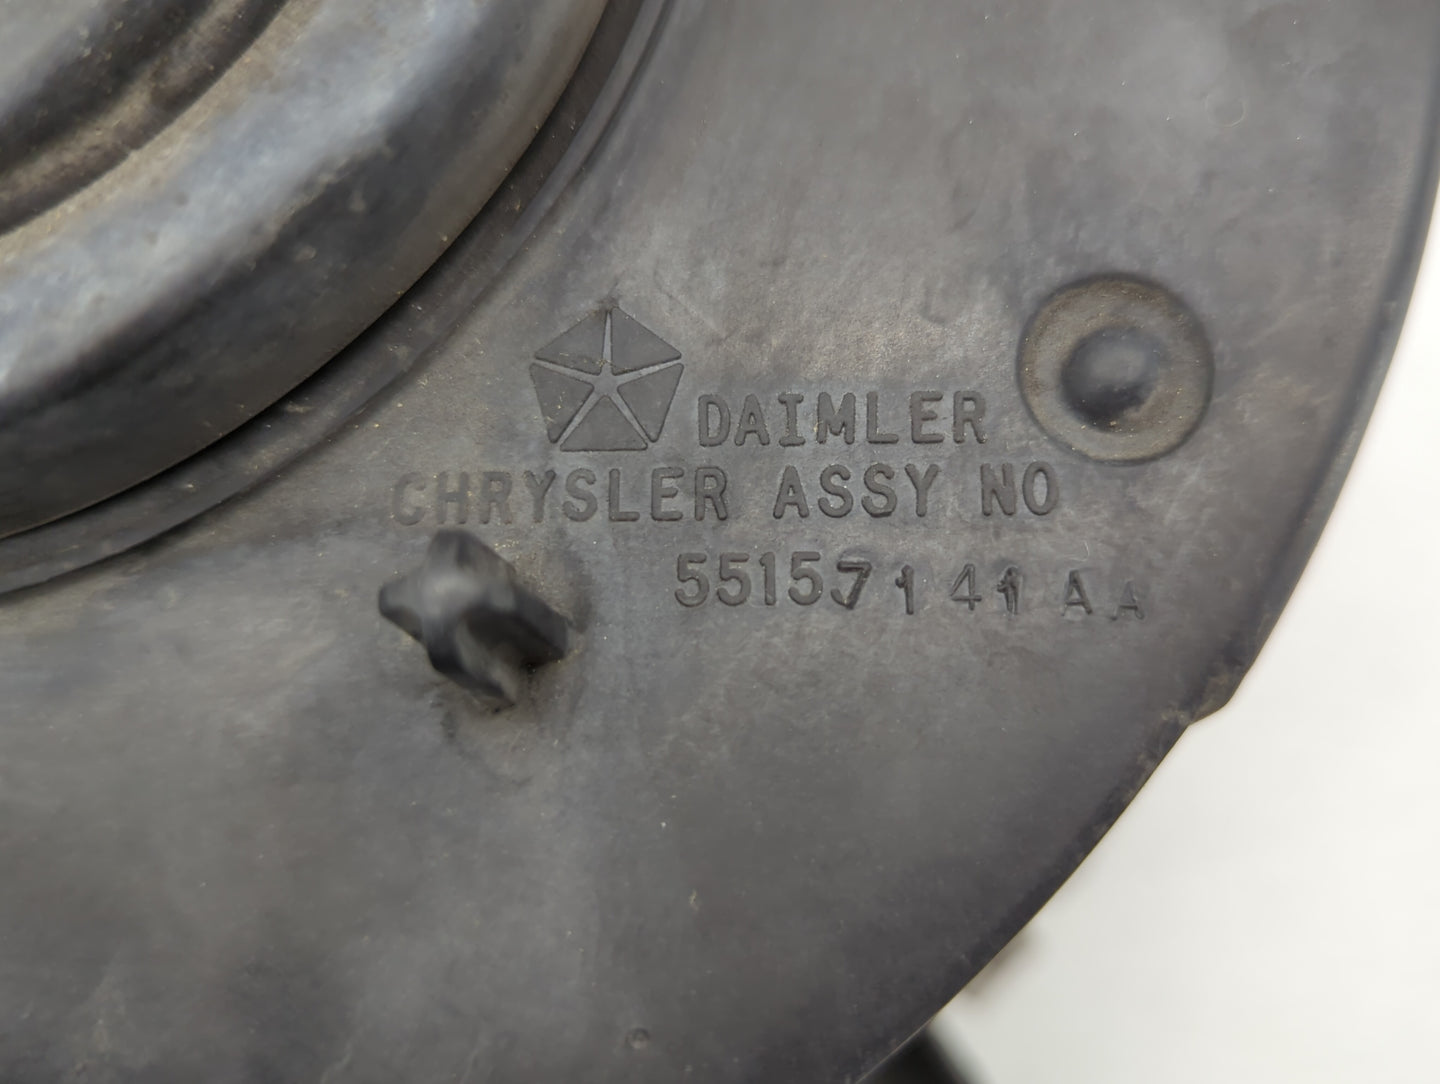 DAIMLER
CHRYSLER ASSY NO
55157141AA